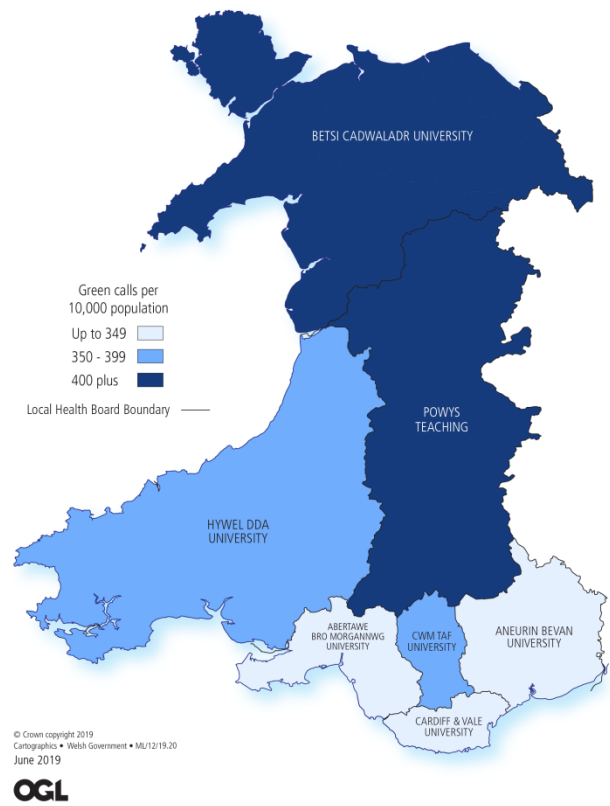 BETSI CADWALADR UNIVERSITY
Green calls per
10,000 population
Up to 349
350 - 399
400 plus
Local Health Board Boundary
POWYS
TEACHING
HYWEL DDA
UNIVERSITY
ABERTAWE
BRO MORGANNWG
UNIVERSITY
CWM TAF
UNIVERSITY
ANEURIN BEVAN
UNIVERSITY
CARDIFF & VALE
UNIVERSITY
© Crown copyright 2019
Cartographics • Welsh Government • ML/12/19.20
June 2019
OGL